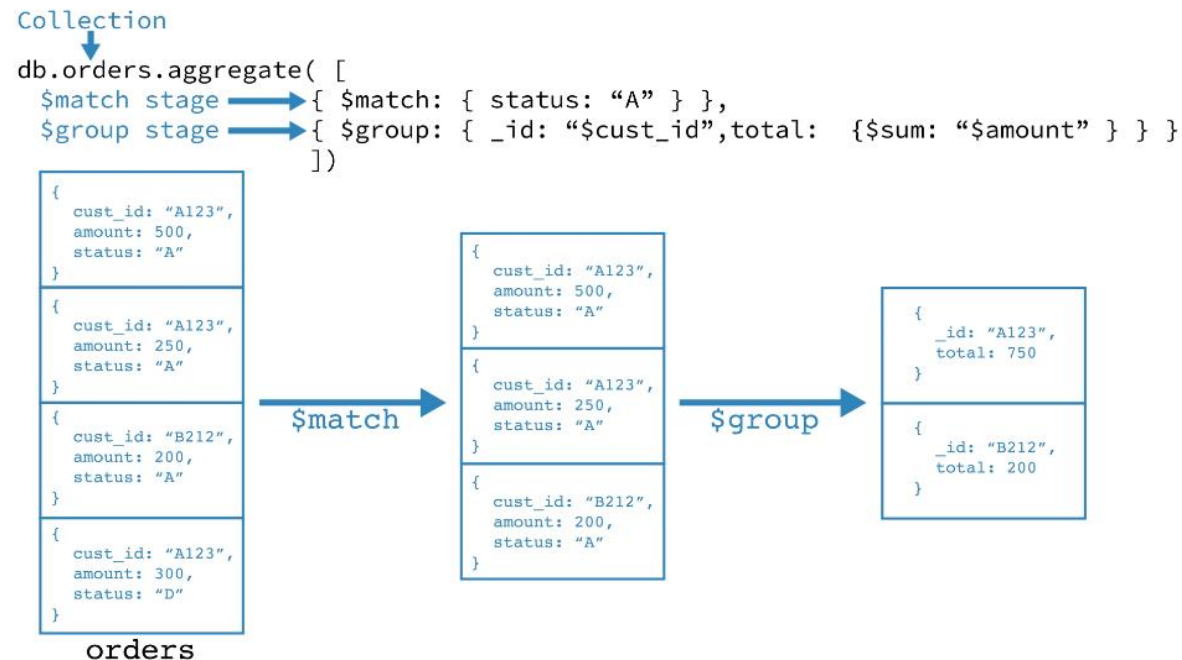 Collection
db.orders.aggregate( [
$match stage { $match: { status: “A” } },
$group stage { $group: { _id: “$cust_id”,total: {$sum: “$amount” } } }
])
{
cust_id: “A123”,
amount: 500,
status: “A”
}
{
cust_id: “A123”,
amount: 250,
status: “A”
}
{
cust_id: “B212”,
amount: 200,
status: “A”
}
{
cust_id: “A123”,
amount: 300,
status: “D”
}
orders
$match
{
cust_id: “A123”,
amount: 500,
status: “A”
}
{
cust_id: “A123”,
amount: 250,
status: “A”
}
{
cust_id: “B212”,
amount: 200,
status: “A”
}
$group
{
_id: “A123”,
total: 750
}
{
_id: “B212”,
total: 200
}